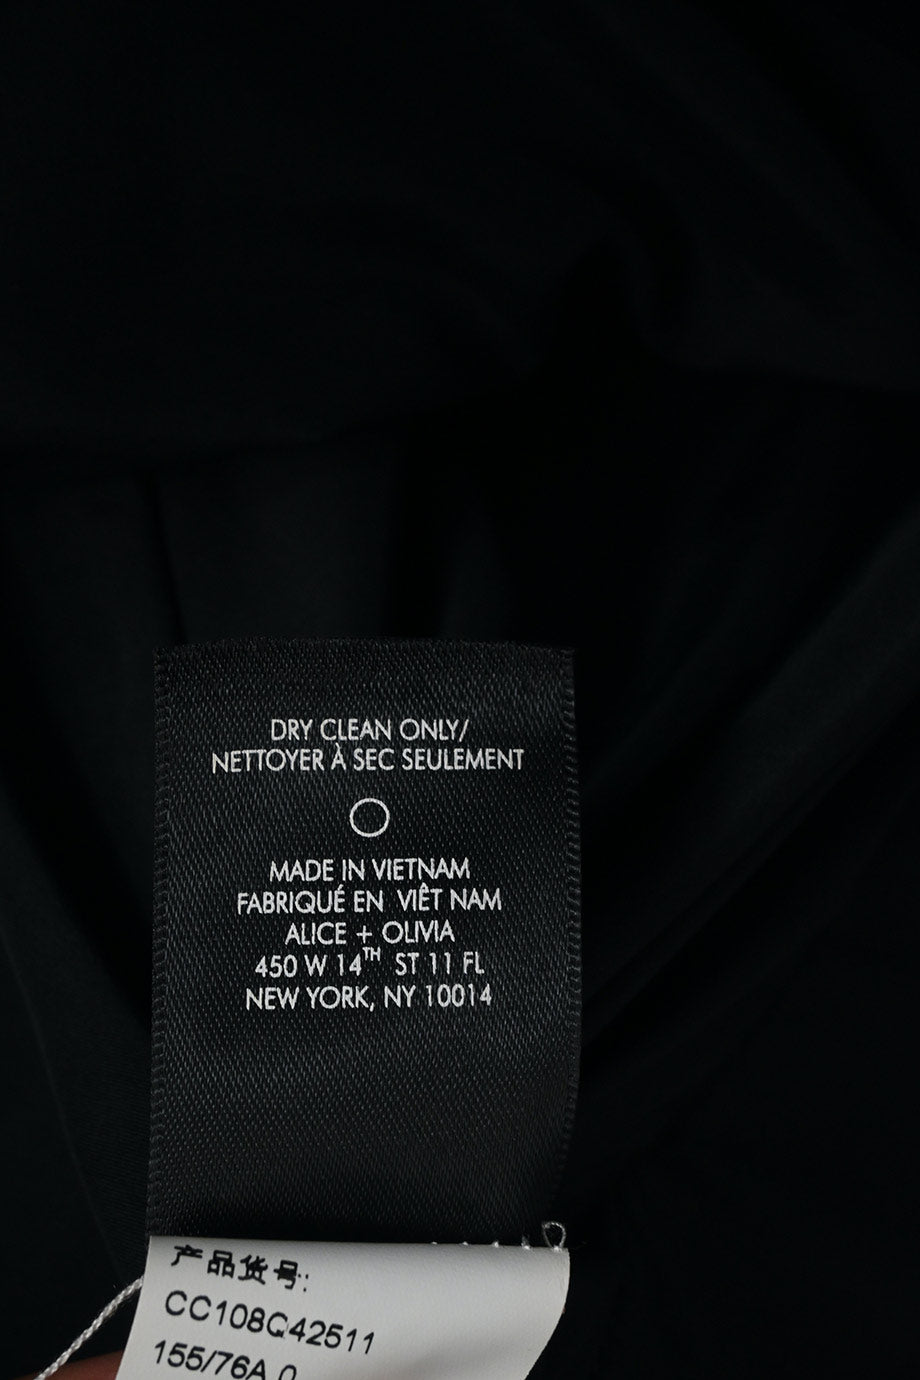 DRY CLEAN ONLY/
NETTOYER À SEC SEULEMENT
MADE IN VIETNAM
FABRIQUÉ EN VIÊT NAM
ALICE + OLIVIA
450 W 14TH ST 11 FL
NEW YORK, NY 10014
产品货号:
CC108Q42511
155/76A 0